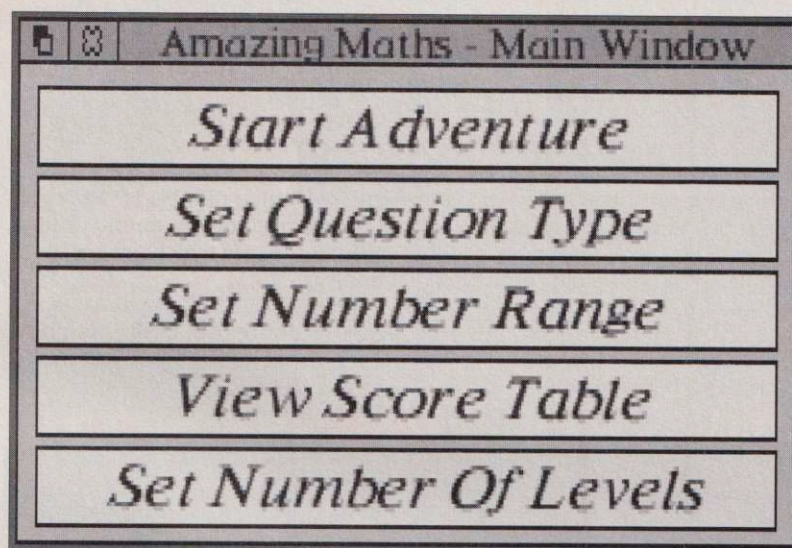 Amazing Maths - Main Window
Start Adventure
Set Question Type
Set Number Range
View Score Table
Set Number Of Levels